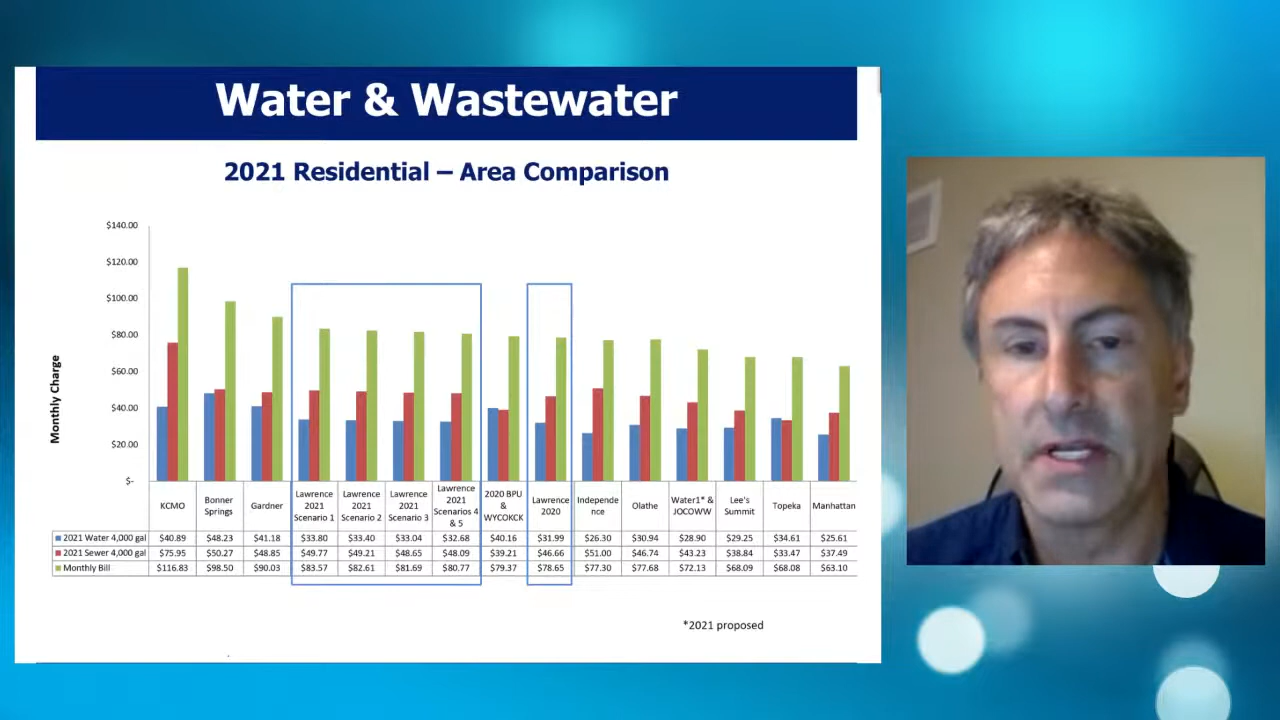 Water & Wastewater
2021 Residential – Area Comparison
$140.00
$120.00
$100.00
$80.00
$60.00
$40.00
$20.00
$-
Monthly Charge
KCMO
Bonner
Springs
Gardner
Lawrence
2021
Scenario 1
Lawrence
2021
Scenario 2
Lawrence
2021
Scenario 3
Lawrence
2021
Scenarios 4
& 5
2020 BPU
&
WYCOKCK
Lawrence
2020
Independe
nce
Olathe
Water1* &
JOCOWW
Lee's
Summit
Topeka
Manhattan
2021 Water 4,000 gal $40.89 $48.23 $41.18 $33.80 $33.40 $33.04 $32.68 $40.16 $31.99 $26.30 $30.94 $28.90 $29.25 $34.61 $25.61
2021 Sewer 4,000 gal $75.95 $50.27 $48.85 $49.77 $49.21 $48.65 $48.09 $39.21 $46.66 $51.00 $46.74 $43.23 $38.84 $33.47 $37.49
Monthly Bill $116.83 $98.50 $90.03 $83.57 $82.61 $81.69 $80.77 $79.37 $78.65 $77.30 $77.68 $72.13 $68.09 $68.08 $63.10
*2021 proposed